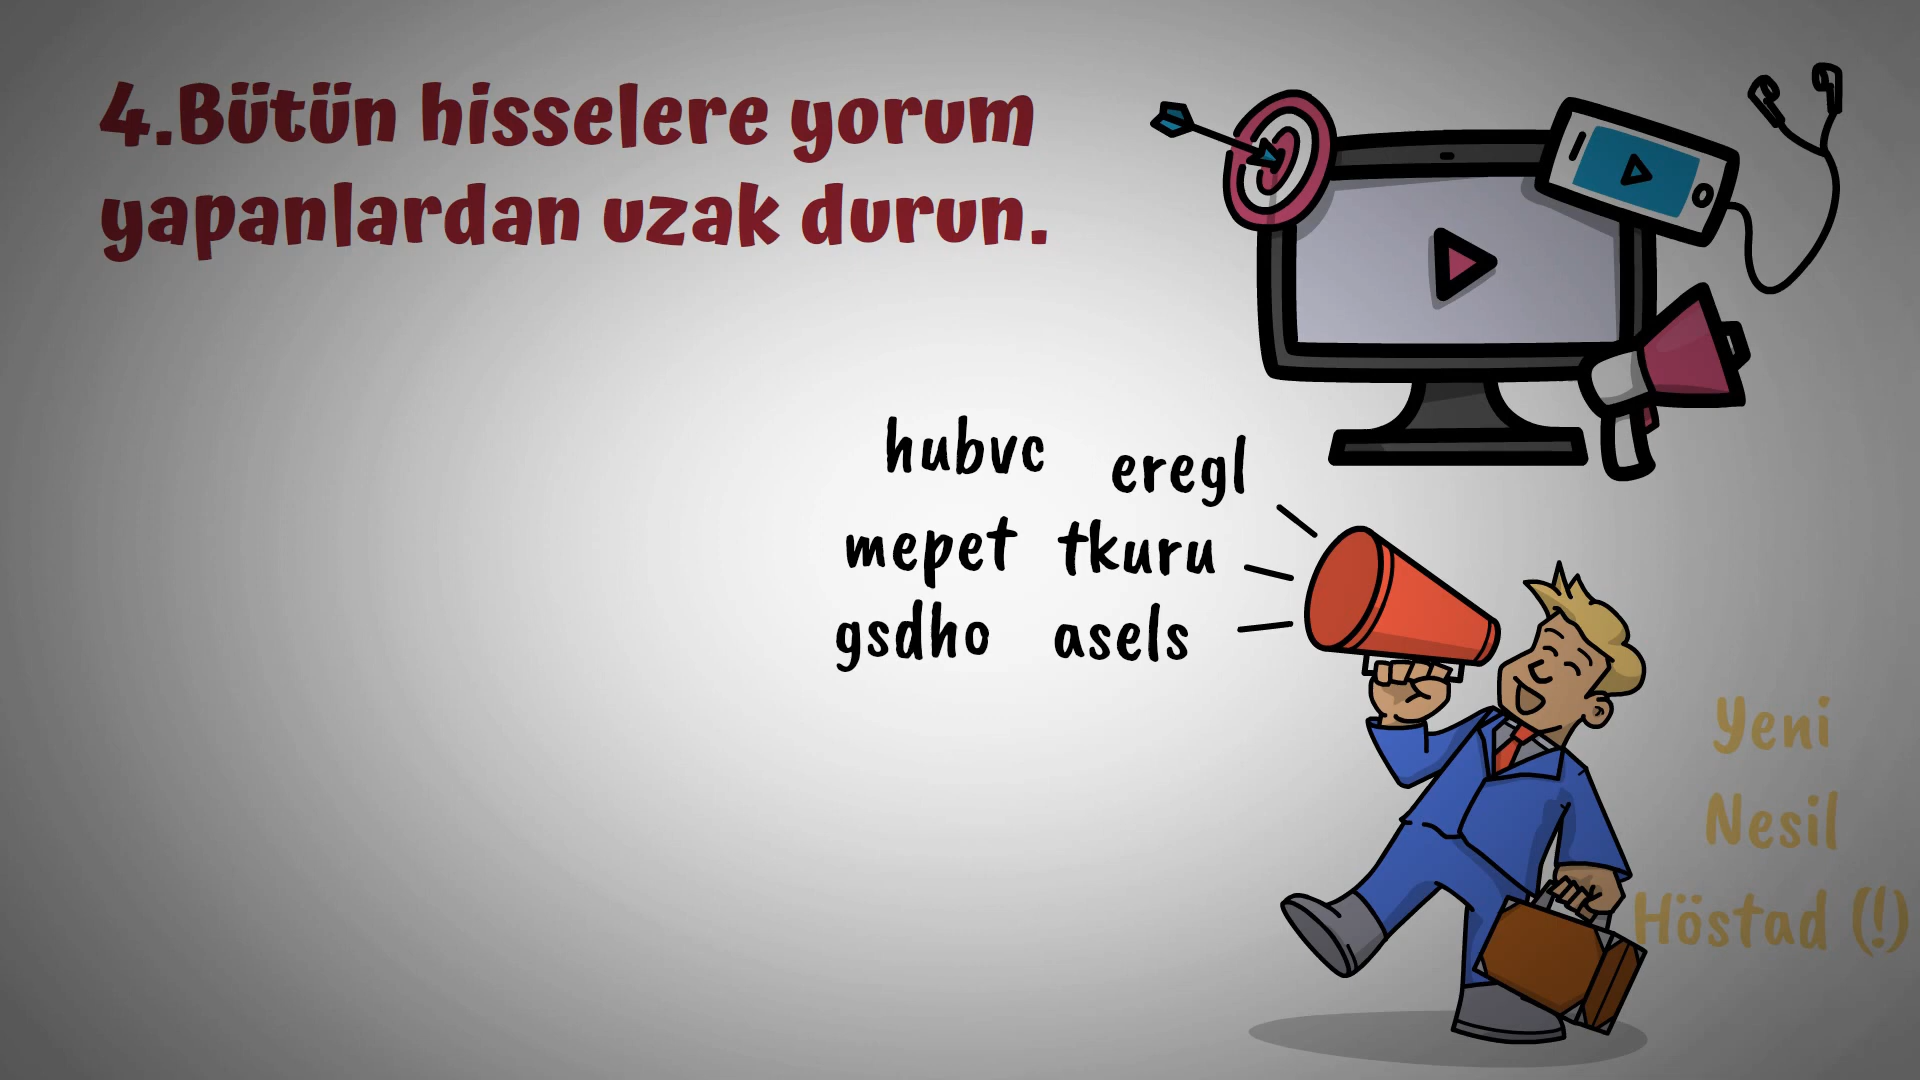 4.Bütün hisselere yorum
yapanlardan uzak durun.
hubvc eregl
mepet tkuru
gsdho asels
Yeni
Nesil
Höstad (!)